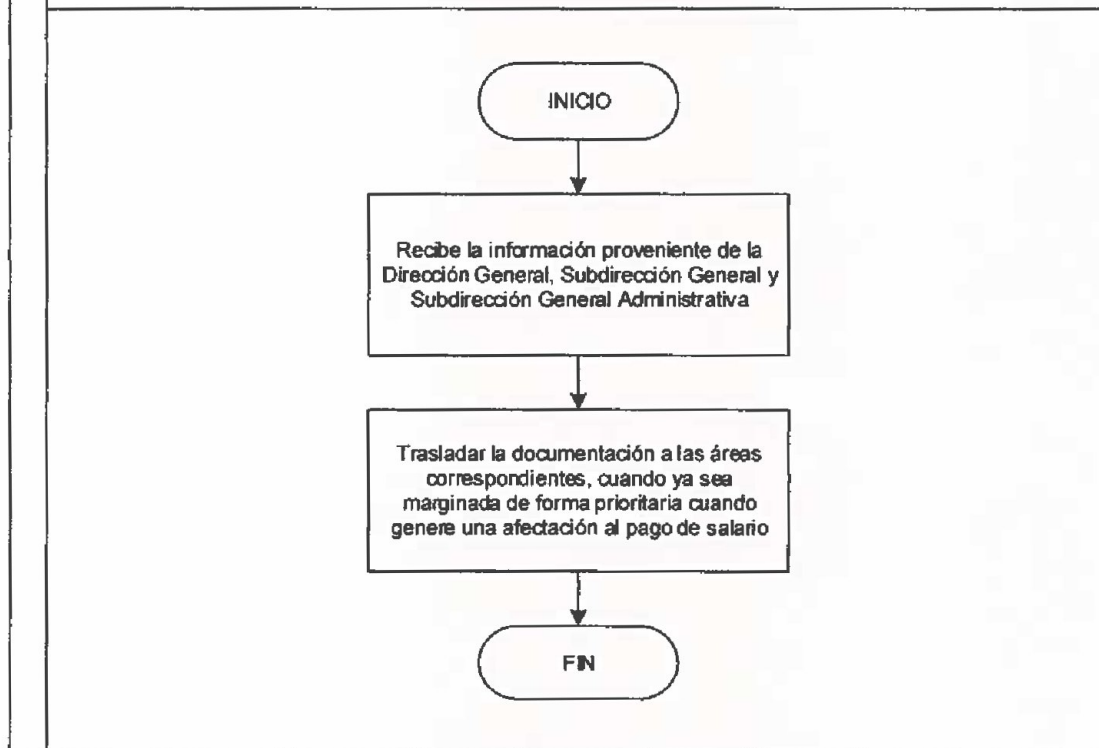 INICIO
Recibe la información proveniente de la
Dirección General, Subdirección General y
Subdirección General Administrativa
Trasladar la documentación a las áreas
correspondientes, cuando ya sea
marginada de forma prioritaria cuando
genere una afectación al pago de salario
FIN